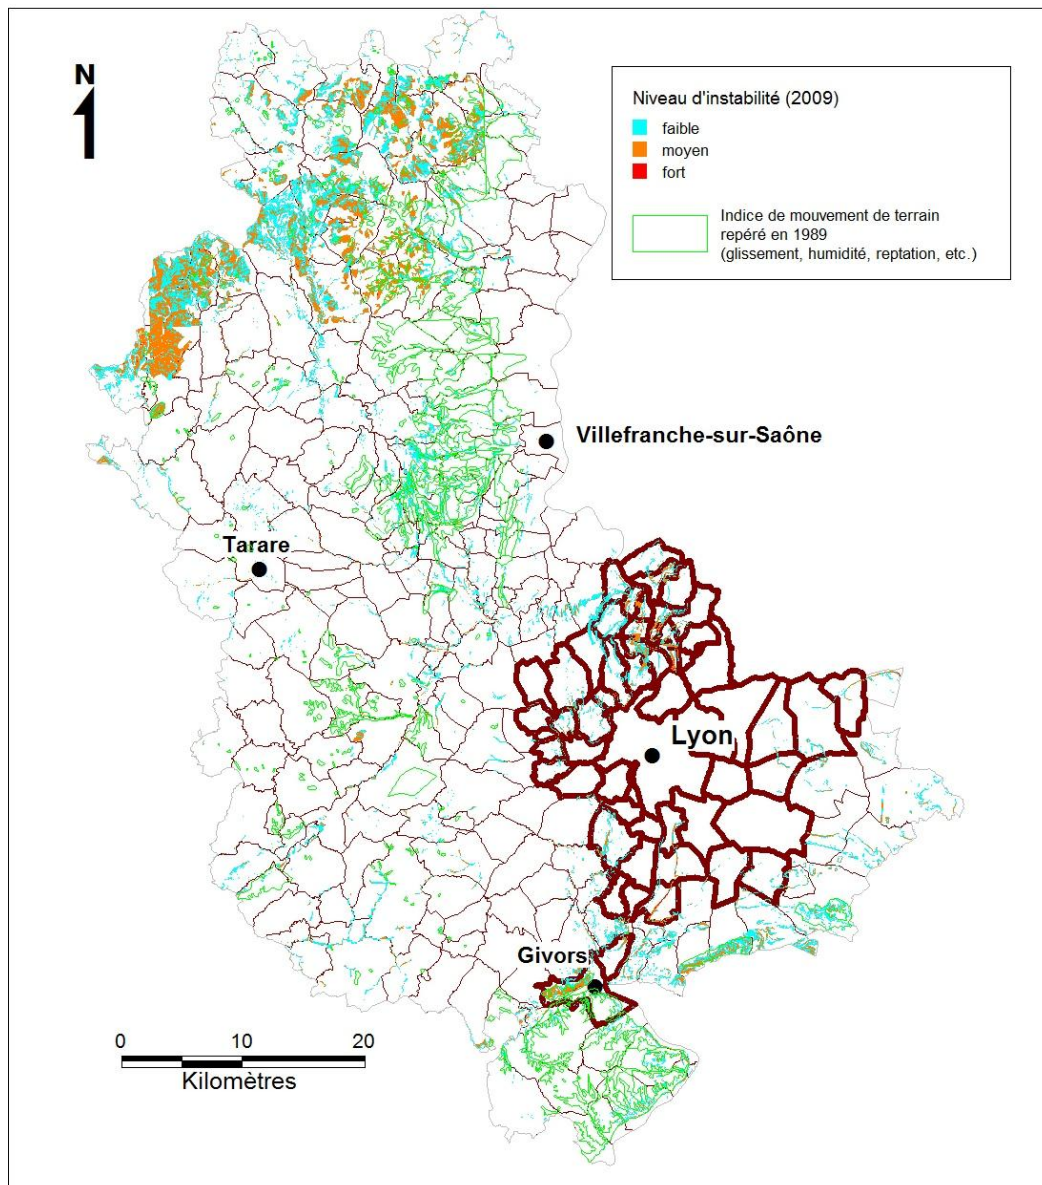 N
Niveau d'instabilité (2009)
faible
moyen
fort
Indice de mouvement de terrain
repéré en 1989
(glissement, humidité, reptation, etc.)
Villefranche-sur-Saône
Tarare
Lyon
Givors
0 10 20
Kilomètres